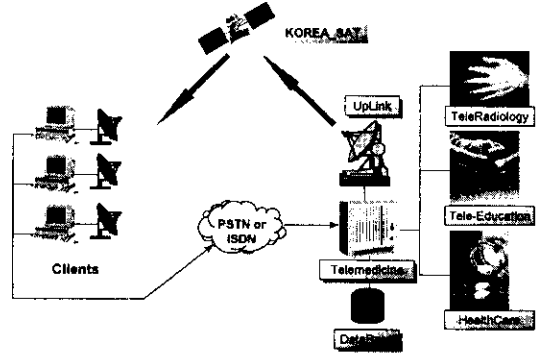 KOREA_SAT
UpLink
TeleRadiology
Tele-Education
PSTN or
ISDN
Clients
Telemedicine
HealthCare